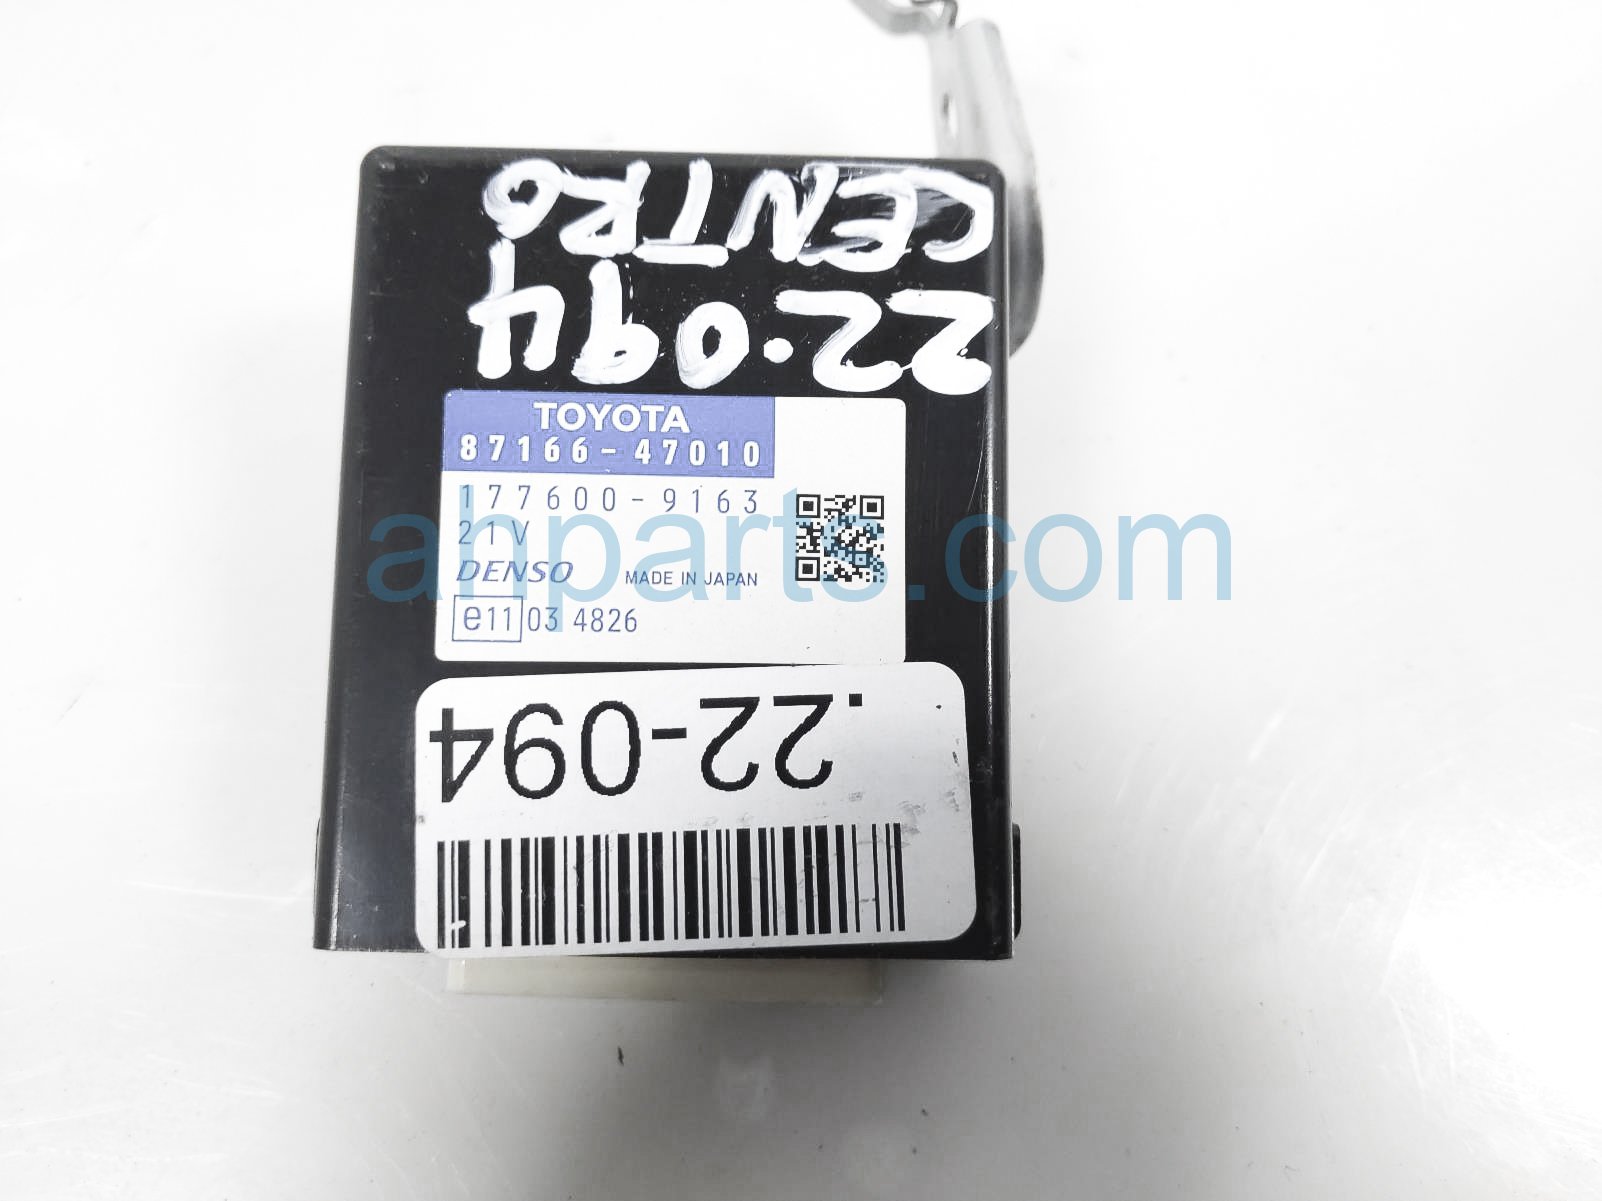 CENTRO
22.094
TOYOTA
87166-47010
177600-9163
21V
DENSO MADE IN JAPAN
e11 03 4826
ahparts.com
.22-094